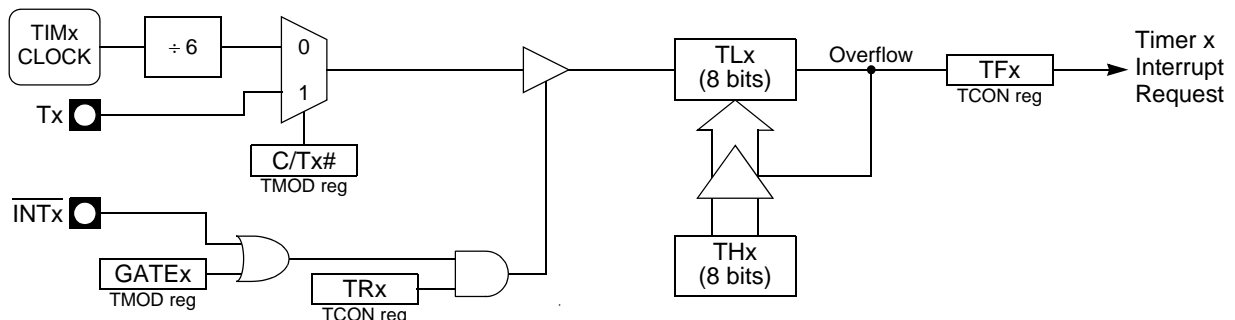 TIMx
CLOCK
÷ 6
0
1
Tx
C/Tx#
TMOD reg
INTx
GATEx
TMOD reg
TRx
TCON reg
TLx
(8 bits)
Overflow
TFx
TCON reg
Timer x
Interrupt
Request
THx
(8 bits)